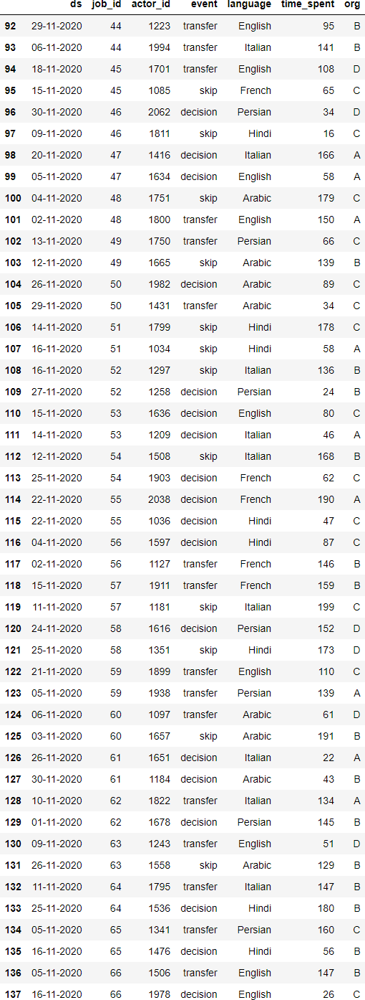 ds job_id actor_id event language time_spent org
92 29-11-2020 44 1223 transfer English 95 B
93 06-11-2020 44 1994 transfer Italian 141 B
94 18-11-2020 45 1701 transfer English 108 D
95 15-11-2020 45 1085 skip French 65 C
96 30-11-2020 46 2062 decision Persian 34 D
97 09-11-2020 46 1811 skip Hindi 16 C
98 20-11-2020 47 1416 decision Italian 166 A
99 05-11-2020 47 1634 decision English 58 A
100 04-11-2020 48 1751 skip Arabic 179 C
101 02-11-2020 48 1800 transfer English 150 A
102 13-11-2020 49 1750 transfer Persian 66 C
103 12-11-2020 49 1665 skip Arabic 139 B
104 26-11-2020 50 1982 decision Arabic 89 C
105 29-11-2020 50 1431 transfer Arabic 34 C
106 14-11-2020 51 1799 skip Hindi 178 C
107 16-11-2020 51 1034 skip Hindi 58 A
108 16-11-2020 52 1297 skip Italian 136 B
109 27-11-2020 52 1258 decision Persian 24 B
110 15-11-2020 53 1636 decision English 80 C
111 14-11-2020 53 1209 decision Italian 46 A
112 12-11-2020 54 1508 skip Italian 168 B
113 25-11-2020 54 1903 decision French 62 C
114 22-11-2020 55 2038 decision French 190 A
115 22-11-2020 55 1036 decision Hindi 47 C
116 04-11-2020 56 1597 decision Hindi 87 C
117 02-11-2020 56 1127 transfer French 146 B
118 15-11-2020 57 1911 transfer French 159 B
119 11-11-2020 57 1181 skip Italian 199 C
120 24-11-2020 58 1616 decision Persian 152 D
121 25-11-2020 58 1351 skip Hindi 173 D
122 21-11-2020 59 1899 transfer English 110 C
123 05-11-2020 59 1938 transfer Persian 139 A
124 06-11-2020 60 1097 transfer Arabic 61 D
125 03-11-2020 60 1657 skip Arabic 191 B
126 26-11-2020 61 1651 decision Italian 22 A
127 30-11-2020 61 1184 decision Arabic 43 B
128 10-11-2020 62 1822 transfer Italian 134 A
129 01-11-2020 62 1678 decision Persian 145 B
130 09-11-2020 63 1243 transfer English 51 D
131 26-11-2020 63 1558 skip Arabic 129 B
132 11-11-2020 64 1795 transfer Italian 147 B
133 25-11-2020 64 1536 decision Hindi 180 B
134 05-11-2020 65 1341 transfer Persian 160 C
135 16-11-2020 65 1476 decision Hindi 56 B
136 05-11-2020 66 1506 transfer English 147 B
137 16-11-2020 66 1978 decision English 26 C